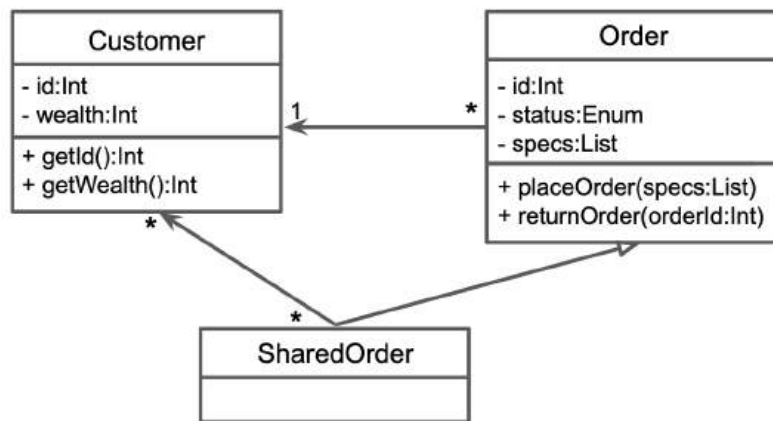 Customer
- id:Int
- wealth:Int
+ getId():Int
+ getWealth():Int
1
*
Order
- id:Int
- status:Enum
- specs:List
+ placeOrder(specs:List)
+ returnOrder(orderId:Int)
*
*
SharedOrder